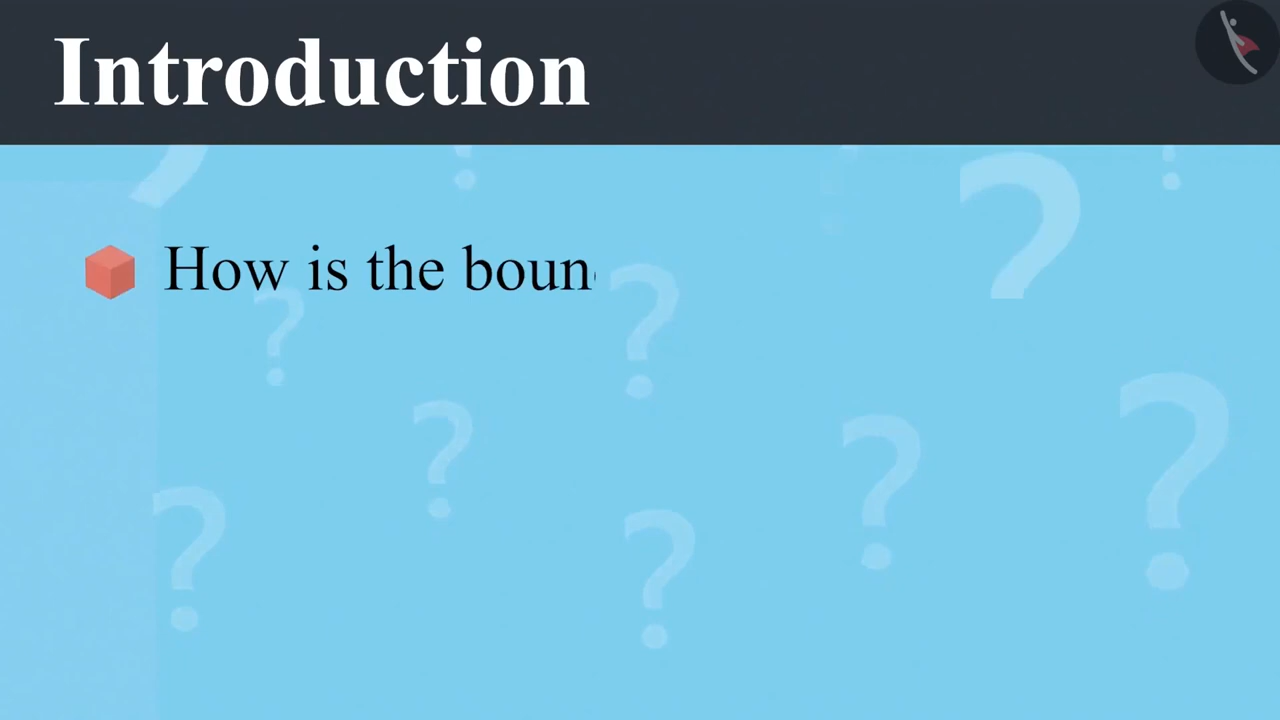 Introduction
How is the boun